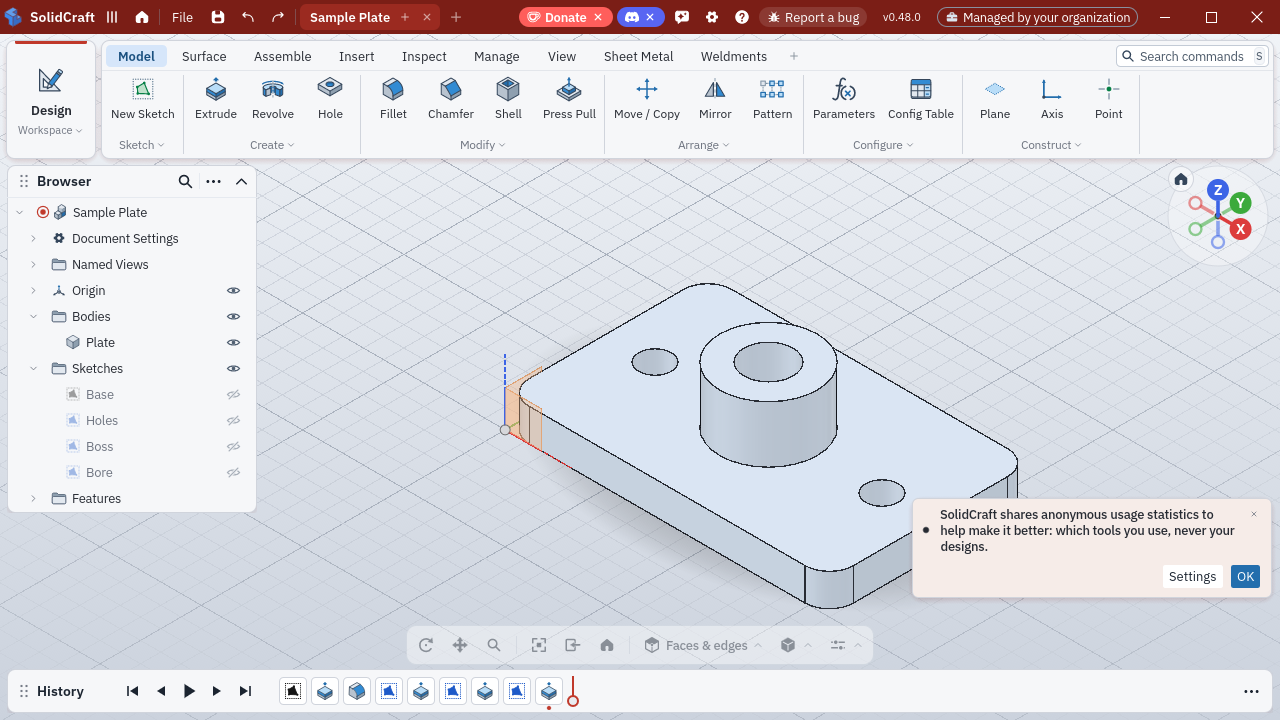 SolidCraft
File
Sample Plate
Donate
Report a bug
v0.48.0
Managed by your organization
Design
Workspace
Model
Surface
Assemble
Insert
Inspect
Manage
View
Sheet Metal
Weldments
Search commands
S
New Sketch
Extrude
Revolve
Hole
Fillet
Chamfer
Shell
Press Pull
Move / Copy
Mirror
Pattern
Parameters
Config Table
Plane
Axis
Point
Sketch
Create
Modify
Arrange
Configure
Construct
Browser
Sample Plate
Document Settings
Named Views
Origin
Bodies
Plate
Sketches
Base
Holes
Boss
Bore
Features
Z
Y
X
SolidCraft shares anonymous usage statistics to
help make it better: which tools you use, never your
designs.
Settings
OK
Faces & edges
History